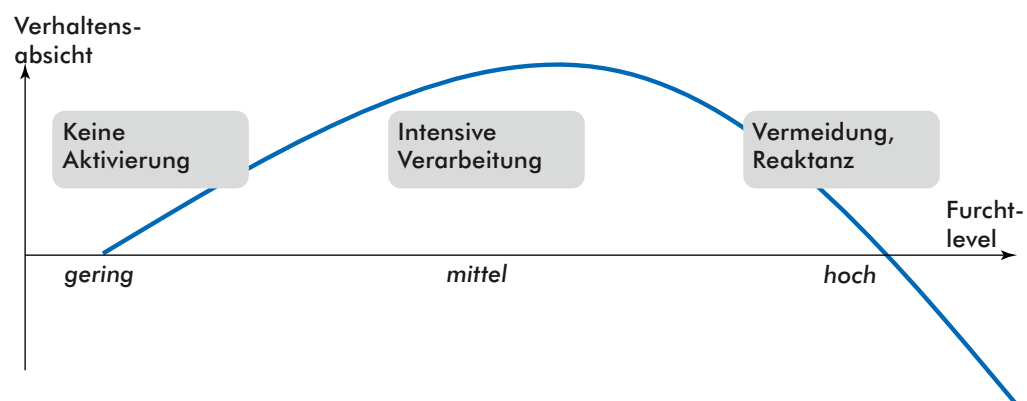 Verhaltens-
absicht
Keine
Aktivierung
Intensive
Verarbeitung
Vermeidung,
Reaktanz
Furcht-
level
gering
mittel
hoch